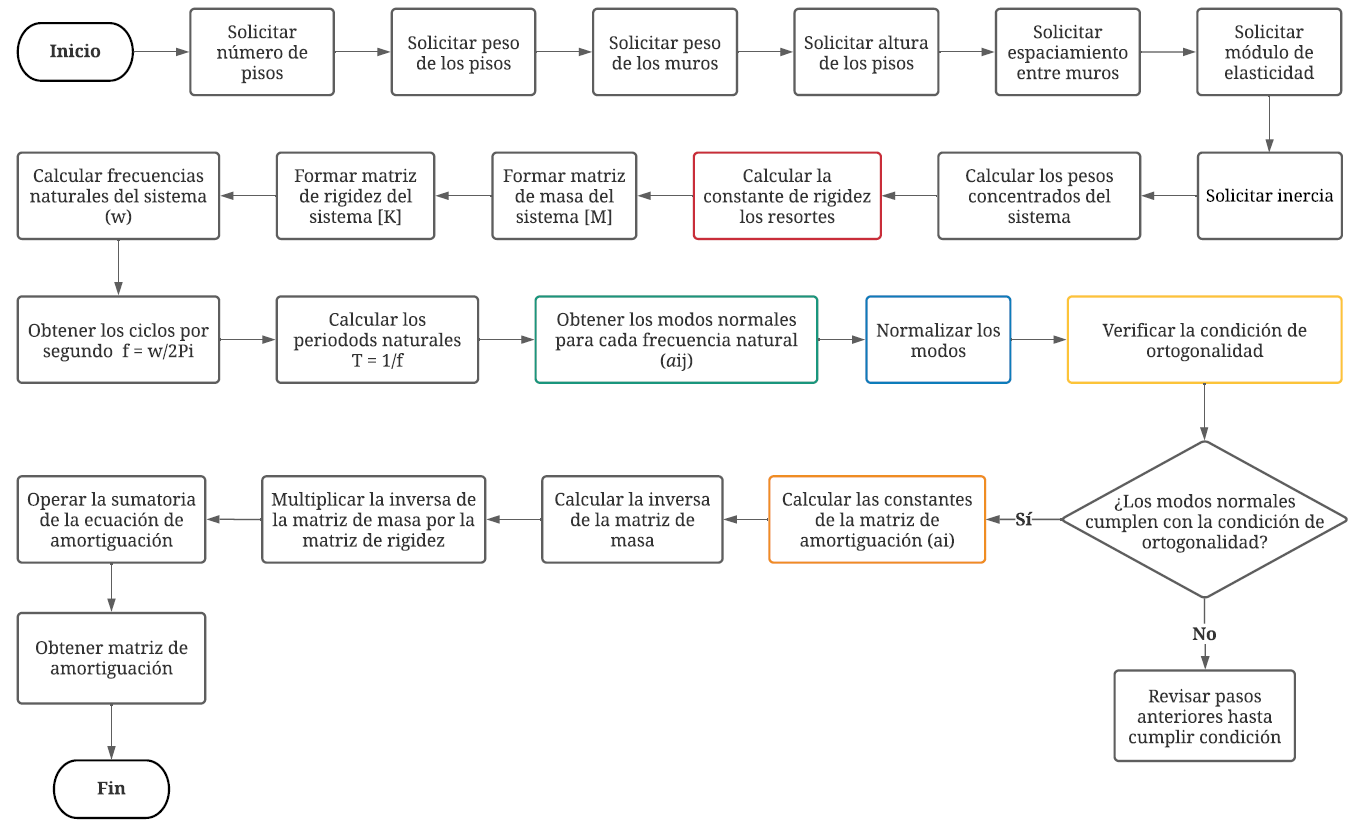 Inicio
Solicitar
número de
pisos
Solicitar peso
de los pisos
Solicitar peso
de los muros
Solicitar altura
de los pisos
Solicitar
espaciamiento
entre muros
Solicitar
módulo de
elasticidad
Solicitar inercia
Calcular los pesos
concentrados del
sistema
Calcular la
constante de rigidez
los resortes
Formar matriz
de masa del
sistema [M]
Formar matriz
de rigidez del
sistema [K]
Calcular frecuencias
naturales del sistema
(w)
Obtener los ciclos por
segundo f = w/2Pi
Calcular los
periodods naturales
T = 1/f
Obtener los modos normales
para cada frecuencia natural
(aij)
Normalizar los
modos
Verificar la condición de
ortogonalidad
¿Los modos normales
cumplen con la condición de
ortogonalidad?
Sí
No
Revisar pasos
anteriores hasta
cumplir condición
Calcular las constantes
de la matriz de
amortiguación (ai)
Calcular la inversa
de la matriz de
masa
Multiplicar la inversa de
la matriz de masa por la
matriz de rigidez
Operar la sumatoria
de la ecuación de
amortiguación
Obtener matriz de
amortiguación
Fin